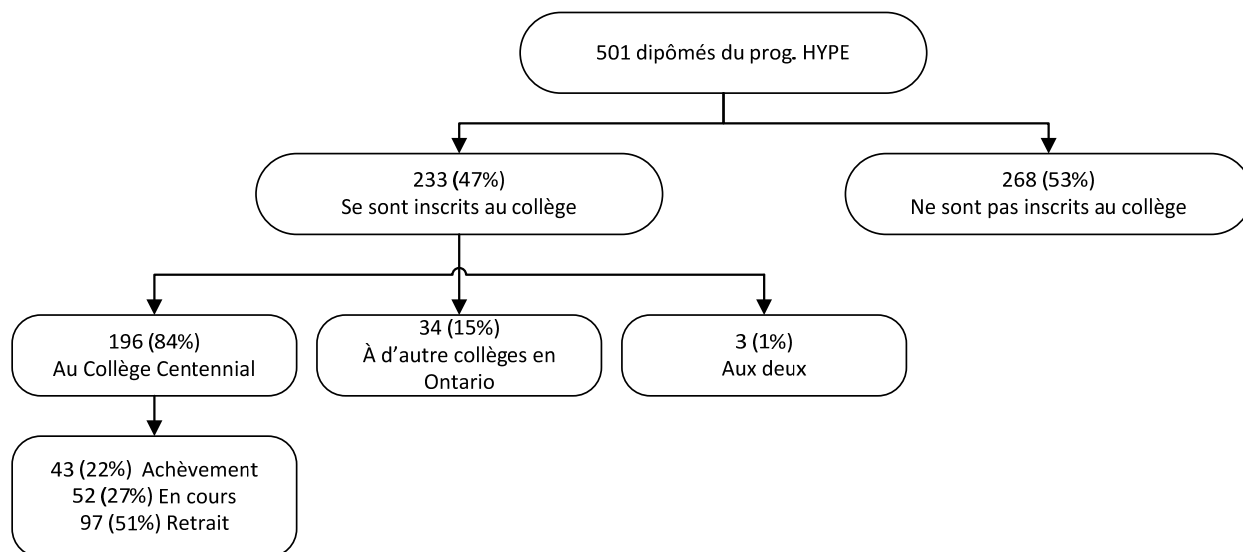 501 dipômés du prog. HYPE
233 (47%)
Se sont inscrits au collège
268 (53%)
Ne sont pas inscrits au collège
196 (84%)
Au Collège Centennial
34 (15%)
À d'autre collèges en
Ontario
3 (1%)
Aux deux
43 (22%) Achèvement
52 (27%) En cours
97 (51%) Retrait